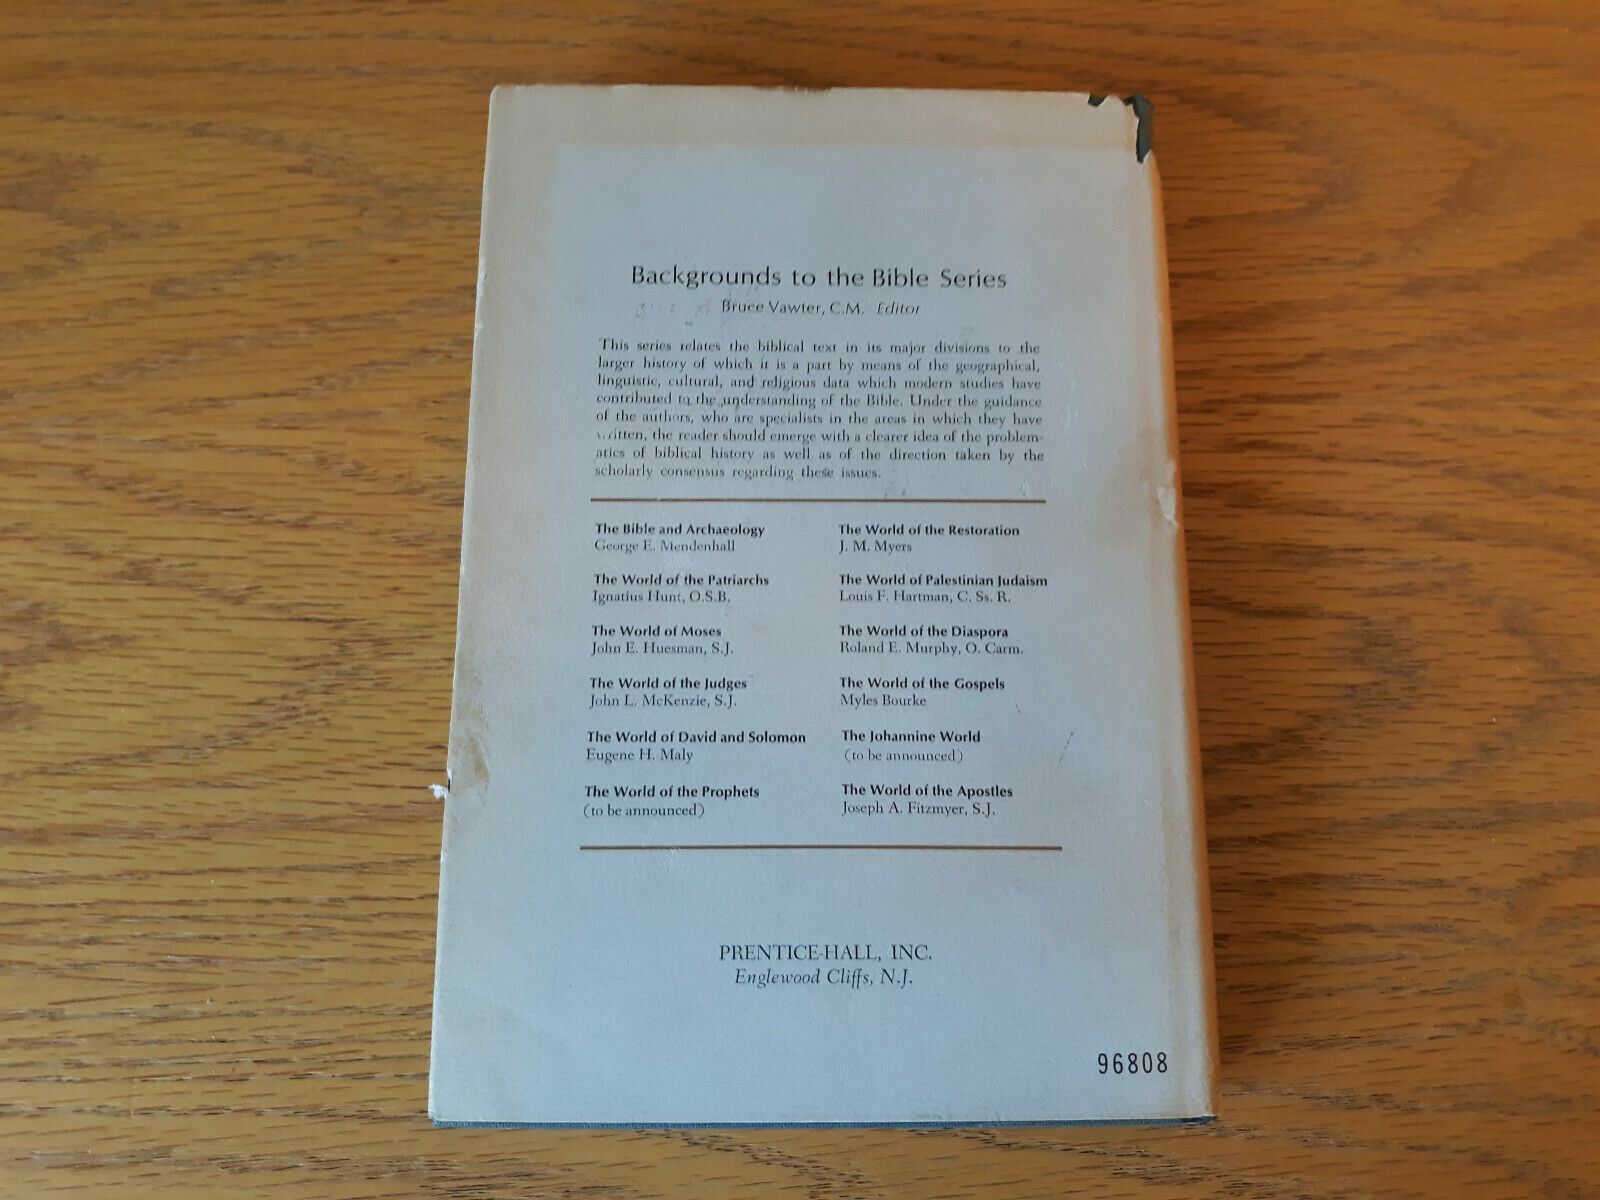 Backgrounds to the Bible Series
Bruce Vawter, C.M. Editor
This series relates the biblical text in its major divisions to the
larger history of which it is a part by means of the geographical,
linguistic, cultural, and religious data which modern studies have
contributed to the understanding of the Bible. Under the guidance
of the authors, who are specialists in the areas in which they have
written, the reader should emerge with a clearer idea of the problem-
atics of biblical history as well as of the direction taken by the
scholarly consensus regarding these issues.
The Bible and Archaeology
George E. Mendenhall
The World of the Patriarchs
Ignatius Hunt, O.S.B.
The World of Moses
John E. Huesman, S.J.
The World of the Judges
John L. McKenzie, S.J.
The World of David and Solomon
Eugene H. Maly
The World of the Prophets
(to be announced)
The World of the Restoration
J. M. Myers
The World of Palestinian Judaism
Louis F. Hartman, C. Ss. R.
The World of the Diaspora
Roland E. Murphy, O. Carm.
The World of the Gospels
Myles Bourke
The Johannine World
(to be announced)
The World of the Apostles
Joseph A. Fitzmyer, S.J.
PRENTICE-HALL, INC.
Englewood Cliffs, N.J.
96808